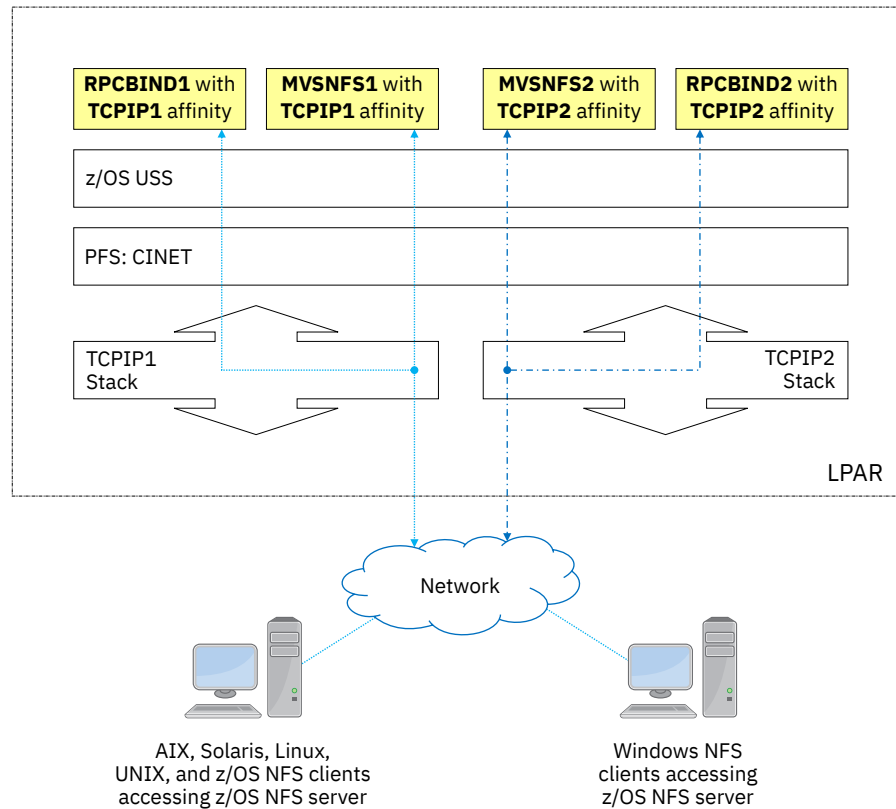 RPCBIND1 with
TCPIP1 affinity
MVSNFS1 with
TCPIP1 affinity
MVSNFS2 with
TCPIP2 affinity
RPCBIND2 with
TCPIP2 affinity
z/OS USS
PFS: CINET
TCPIP1
Stack
TCPIP2
Stack
LPAR
Network
AIX, Solaris, Linux,
UNIX, and z/OS NFS clients
accessing z/OS NFS server
Windows NFS
clients accessing
z/OS NFS server